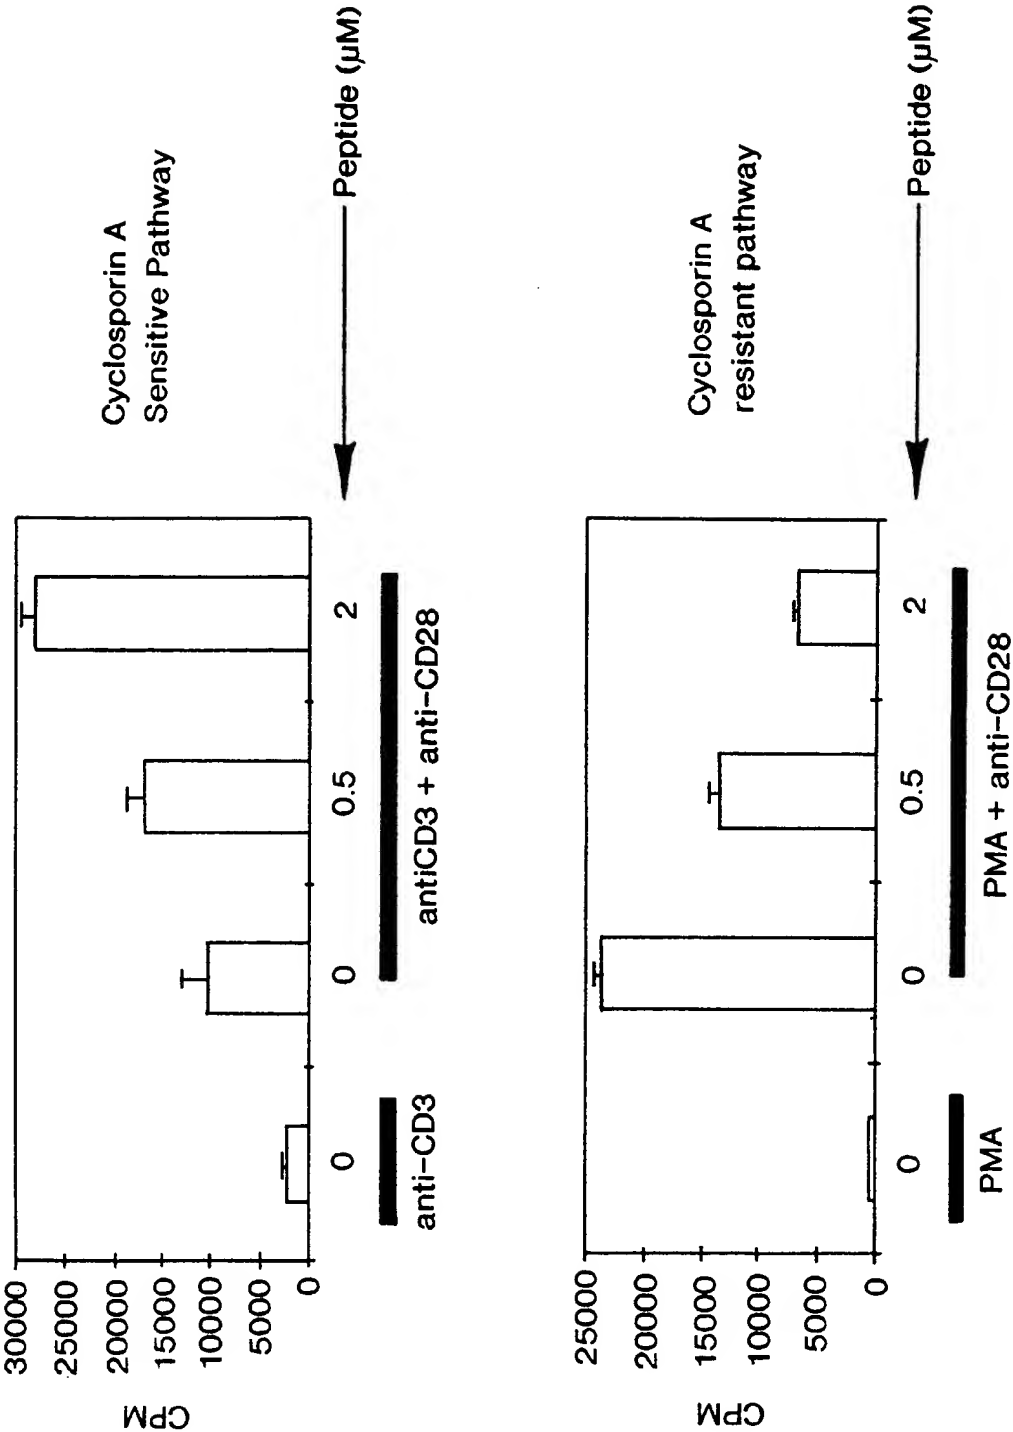 CPM
30000
25000
20000
15000
10000
5000
0
0
0
0.5
2
Peptide (µM)
anti-CD3
antiCD3 + anti-CD28
Cyclosporin A
Sensitive Pathway
CPM
25000
20000
15000
10000
5000
0
0
0
0.5
2
Peptide (µM)
PMA
PMA + anti-CD28
Cyclosporin A
resistant pathway